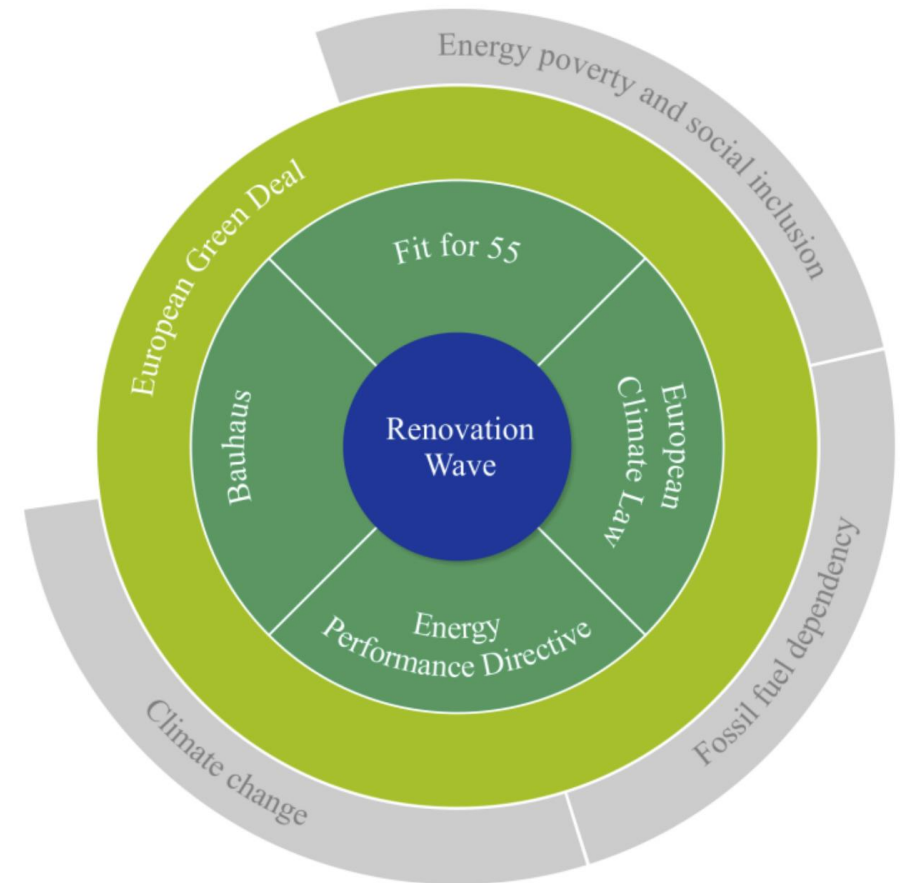 Energy poverty and social inclusion
European Green Deal
Fit for 55
Bauhaus
Renovation
Wave
European
Climate Law
Energy
Performance Directive
Fossil fuel dependency
Climate change